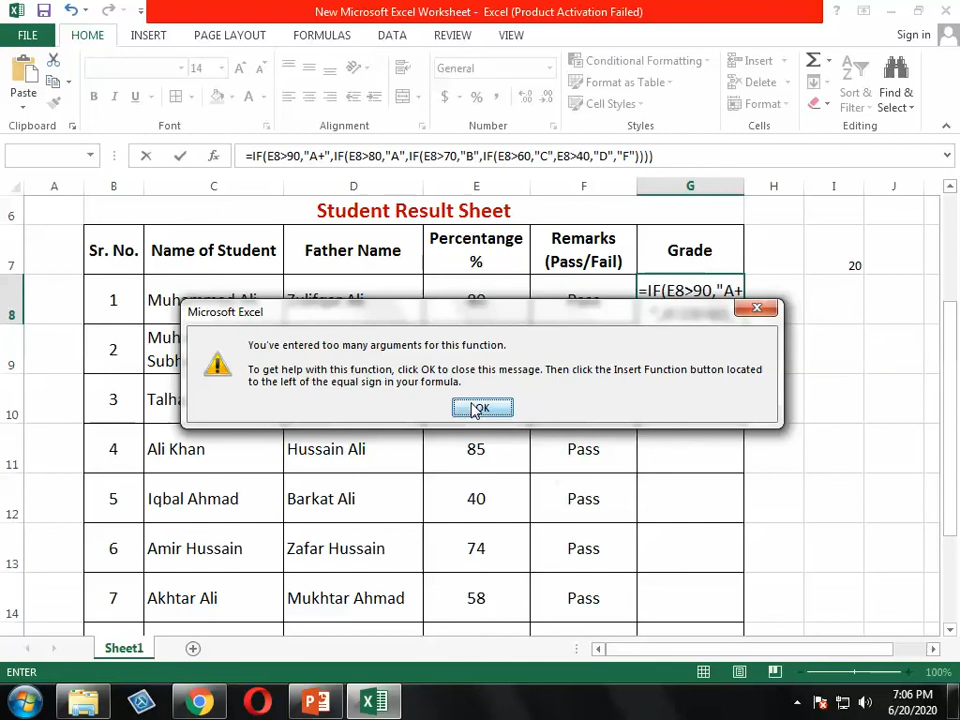 New Microsoft Excel Worksheet - Excel (Product Activation Failed)
FILE HOME INSERT PAGE LAYOUT FORMULAS DATA REVIEW VIEW Sign in
Paste
14
B I U
General
$ % ,
Conditional Formatting
Format as Table
Cell Styles
Insert
Delete
Format
Sort & Filter
Find & Select
Clipboard Font Alignment Number Styles Cells Editing
=IF(E8>90,"A+",IF(E8>80,"A",IF(E8>70,"B",IF(E8>60,"C",E8>40,"D","F"))))
A B C D E F G H I J
6 Student Result Sheet
7 Sr. No. Name of Student Father Name Percentange % Remarks (Pass/Fail) Grade 20
8 1 =IF(E8>90,"A+
Microsoft Excel
You've entered too many arguments for this function.
To get help with this function, click OK to close this message. Then click the Insert Function button located
to the left of the equal sign in your formula.
OK
9 2
10 3
11 4 Ali Khan Hussain Ali 85 Pass
12 5 Iqbal Ahmad Barkat Ali 40 Pass
13 6 Amir Hussain Zafar Hussain 74 Pass
14 7 Akhtar Ali Mukhtar Ahmad 58 Pass
Sheet1
ENTER 100%
7:06 PM
6/20/2020